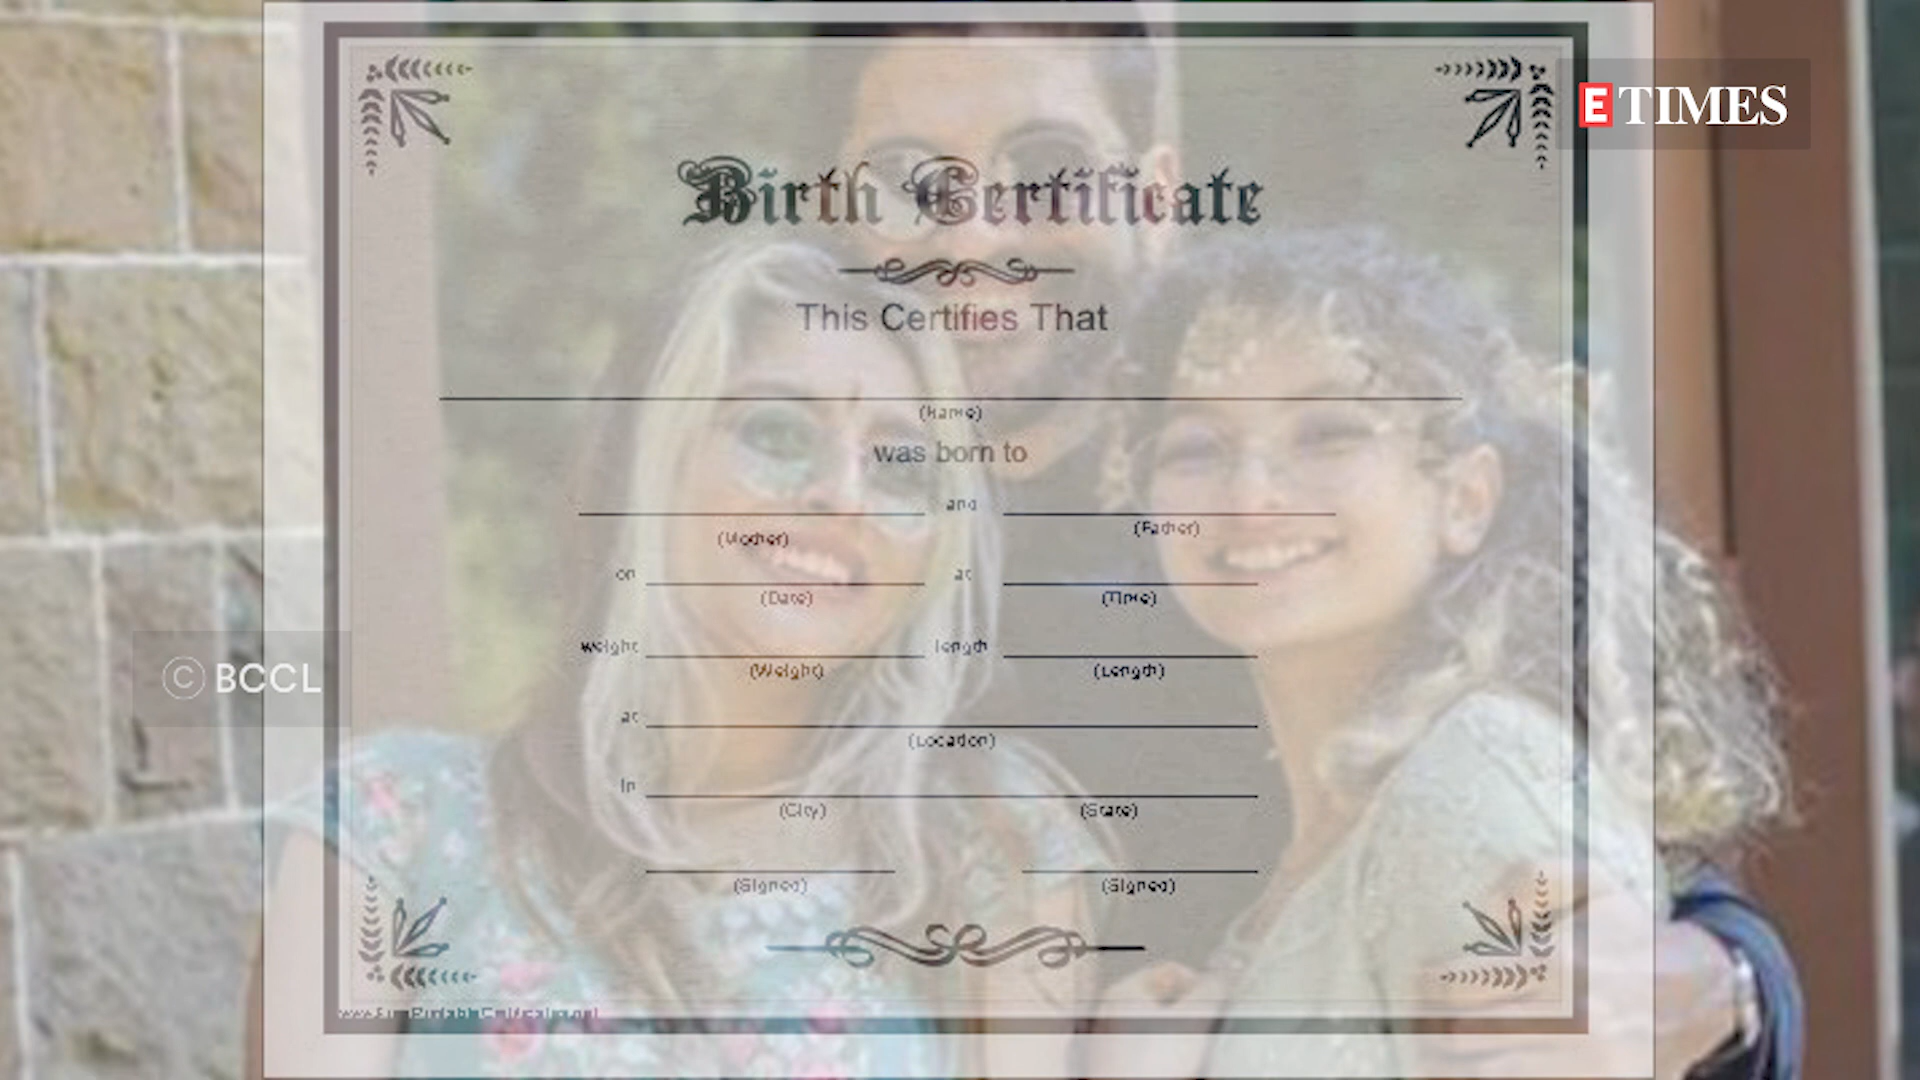 ETIMES
Birth Certificate
This Certifies That
(Name)
was born to
and
(Mother) (Father)
on at
(Date) (Time)
weight length
(Weight) (Length)
© BCCL
at
(Location)
in
(City) (State)
(Signed) (Signed)